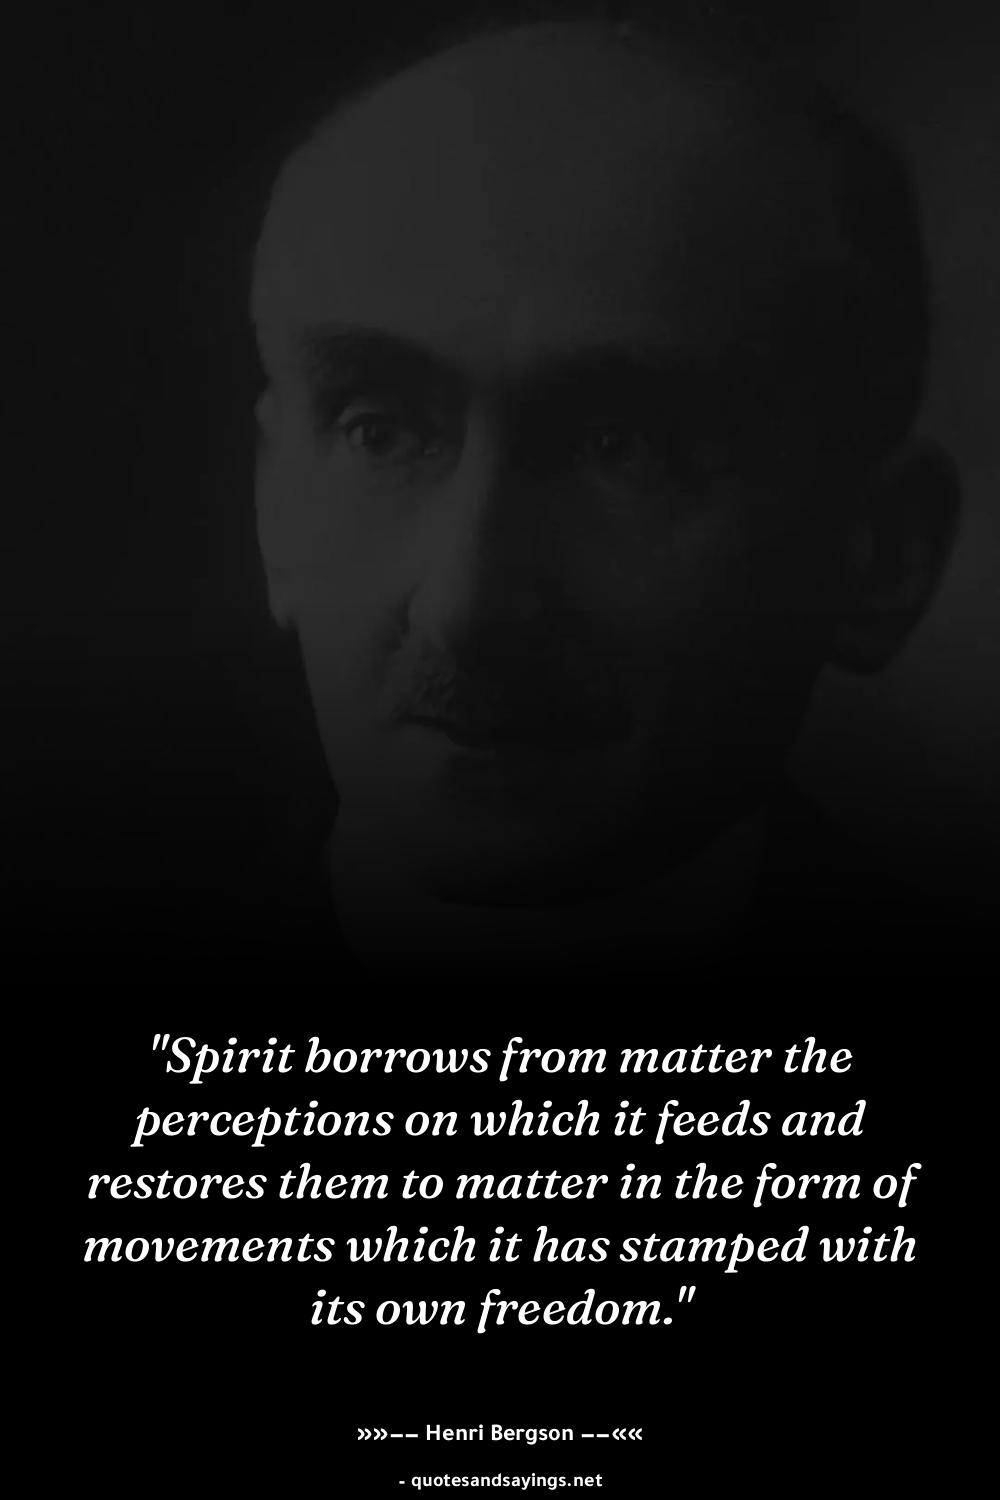 "Spirit borrows from matter the
perceptions on which it feeds and
restores them to matter in the form of
movements which it has stamped with
its own freedom."
»»–– Henri Bergson ––««
- quotesandsayings.net